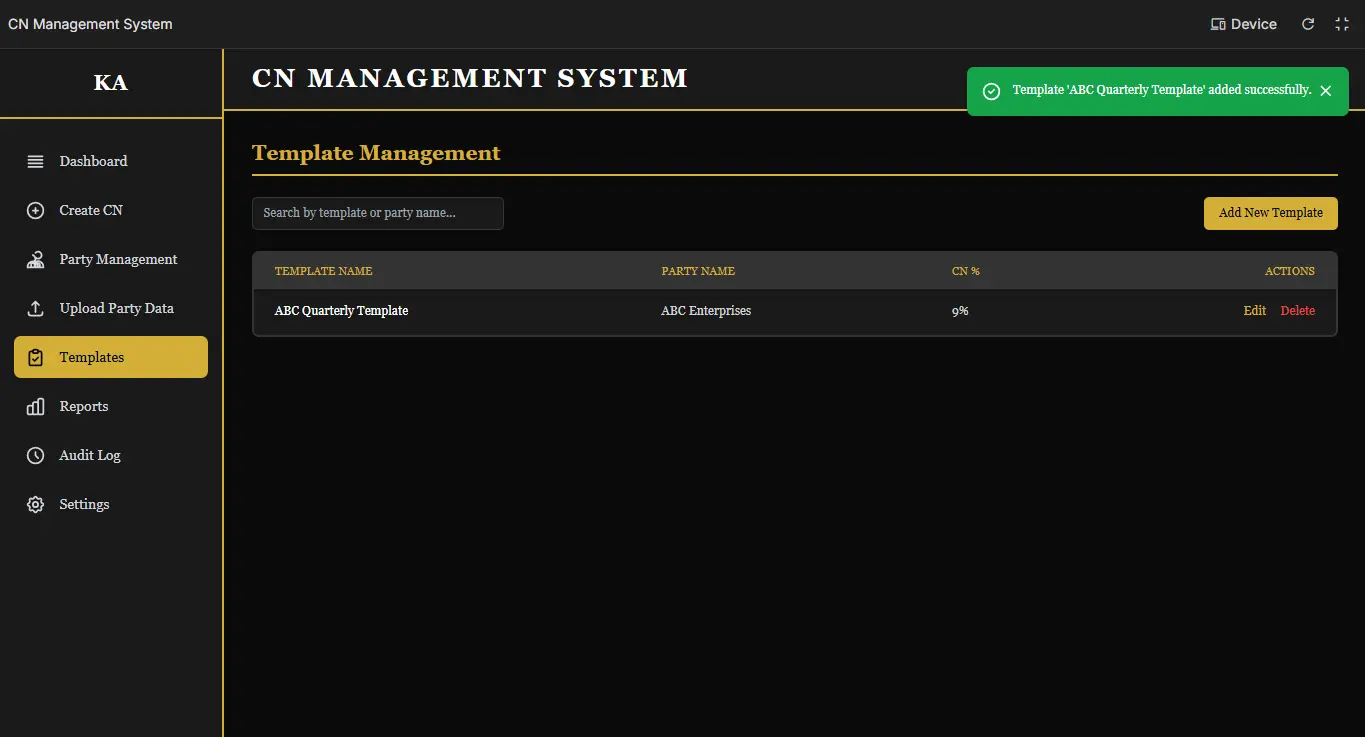 CN Management System
Device
KA
CN MANAGEMENT SYSTEM
Template 'ABC Quarterly Template' added successfully.
Dashboard
Create CN
Party Management
Upload Party Data
Templates
Reports
Audit Log
Settings
Template Management
Search by template or party name...
Add New Template
TEMPLATE NAME PARTY NAME CN % ACTIONS
ABC Quarterly Template ABC Enterprises 9% Edit Delete